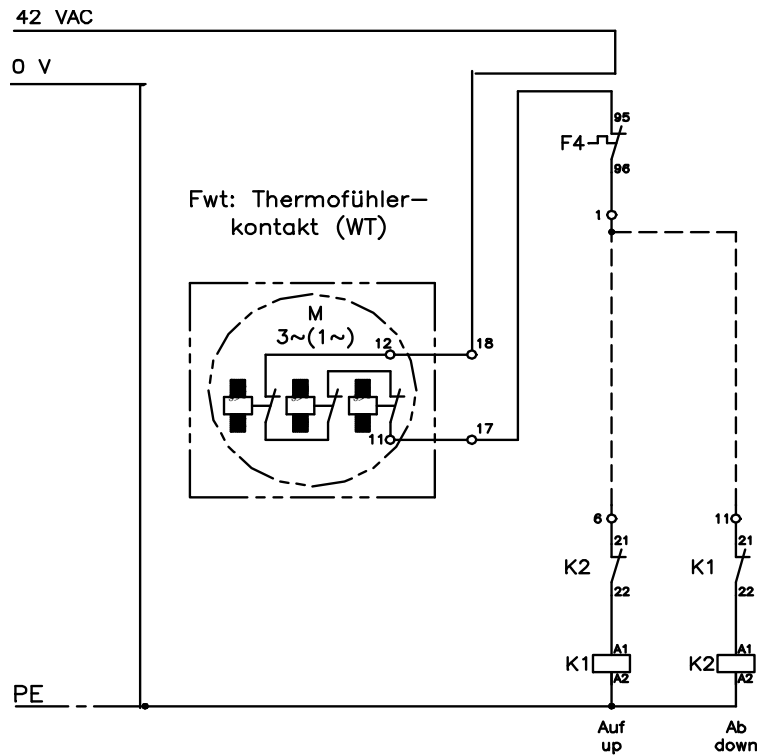 42 VAC
0 V
95
F4
96
Fwt: Thermofühler-
kontakt (WT)
1
M
3~(1~)
12
18
11
17
6
11
21
21
K2
K1
22
22
A1
A1
K1
K2
A2
A2
PE
Auf
up
Ab
down